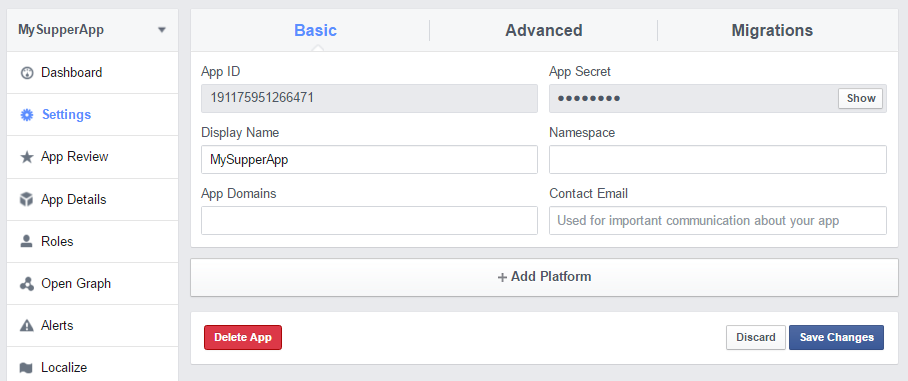 MySupperApp
Dashboard
Settings
App Review
App Details
Roles
Open Graph
Alerts
Localize
Basic Advanced Migrations
App ID App Secret
191175951266471 ●●●●●●●● Show
Display Name Namespace
MySupperApp
App Domains Contact Email
Used for important communication about your app
+ Add Platform
Delete App Discard Save Changes